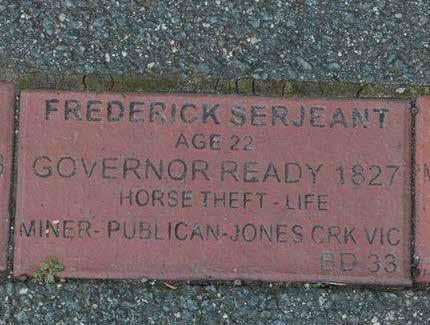 FREDERICK SERJEANT
AGE 22
GOVERNOR READY 1827
HORSE THEFT - LIFE
MINER- PUBLICAN-JONES CRK VIC
BD 33